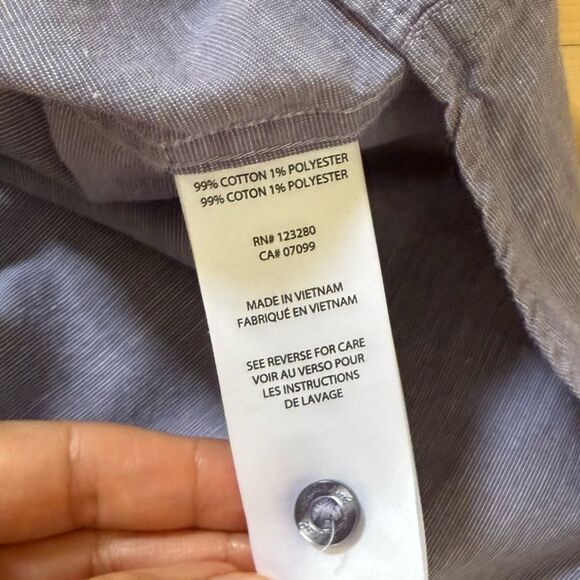 99% COTTON 1% POLYESTER
99% COTON 1% POLYESTER
RN# 123280
CA# 07099
MADE IN VIETNAM
FABRIQUÉ EN VIETNAM
SEE REVERSE FOR CARE
VOIR AU VERSO POUR
LES INSTRUCTIONS
DE LAVAGE